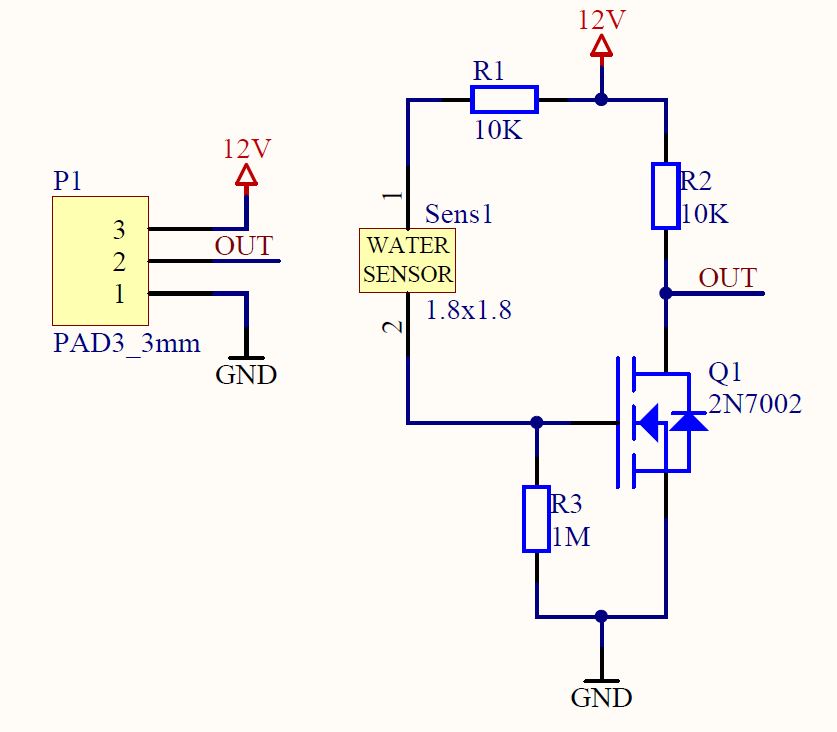 P1
12V
3
OUT
2
1
PAD3_3mm
GND
12V
R1
10K
R2
10K
1
Sens1
WATER
SENSOR
1.8x1.8
2
OUT
Q1
2N7002
R3
1M
GND